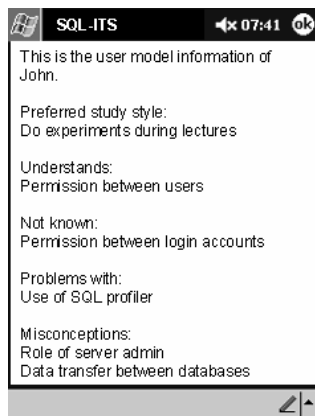 SQL-ITS 07:41 ok
This is the user model information of
John.
Preferred study style:
Do experiments during lectures
Understands:
Permission between users
Not known:
Permission between login accounts
Problems with:
Use of SQL profiler
Misconceptions:
Role of server admin
Data transfer between databases